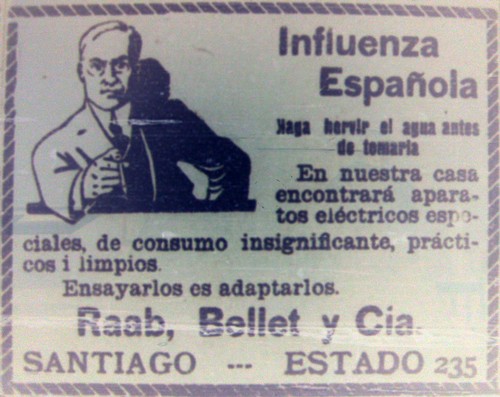 Influenza
Española
Haga hervir el agua antes
de tomarla
En nuestra casa
encontrará apara-
tos eléctricos espe-
ciales, de consumo insignificante, prácti-
cos i limpios.
Ensayarlos es adaptarlos.
Raab, Bellet y Cia.
SANTIAGO --- ESTADO 235